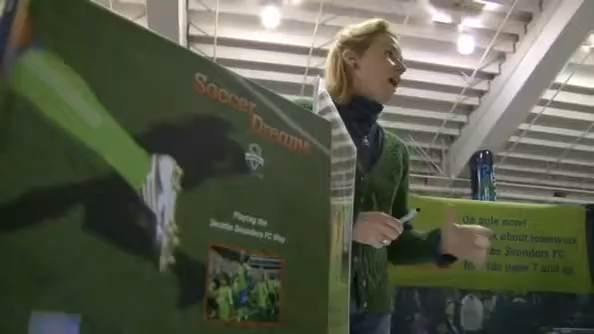 Soccer
Dreams
Playing the
Seattle Sounders FC Way
On sale now!
about teamwork
Sounders FC
ages 7 and up